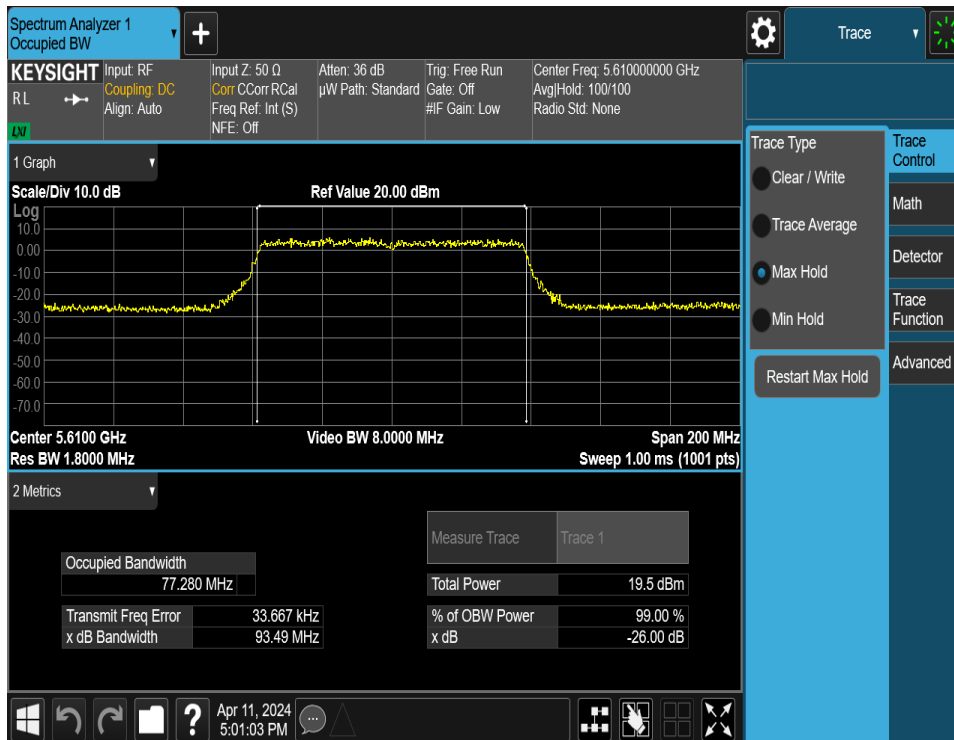 Spectrum Analyzer 1
Occupied BW
+
Trace
KEYSIGHT
RL
LXI
Input: RF
Coupling: DC
Align: Auto
Input Z: 50 Ω
Corr CCorr RCal
Freq Ref: Int (S)
NFE: Off
Atten: 36 dB
µW Path: Standard
Trig: Free Run
Gate: Off
#IF Gain: Low
Center Freq: 5.610000000 GHz
Avg|Hold: 100/100
Radio Std: None
1 Graph
Scale/Div 10.0 dB
Ref Value 20.00 dBm
Log
10.0
0.00
-10.0
-20.0
-30.0
-40.0
-50.0
-60.0
-70.0
Center 5.6100 GHz
Video BW 8.0000 MHz
Span 200 MHz
Res BW 1.8000 MHz
Sweep 1.00 ms (1001 pts)
2 Metrics
Measure Trace
Trace 1
Occupied Bandwidth
77.280 MHz
Total Power
19.5 dBm
Transmit Freq Error
33.667 kHz
% of OBW Power
99.00 %
x dB Bandwidth
93.49 MHz
x dB
-26.00 dB
Trace Type
Clear / Write
Trace Average
Max Hold
Min Hold
Restart Max Hold
Trace
Control
Math
Detector
Trace
Function
Advanced
?
Apr 11, 2024
5:01:03 PM